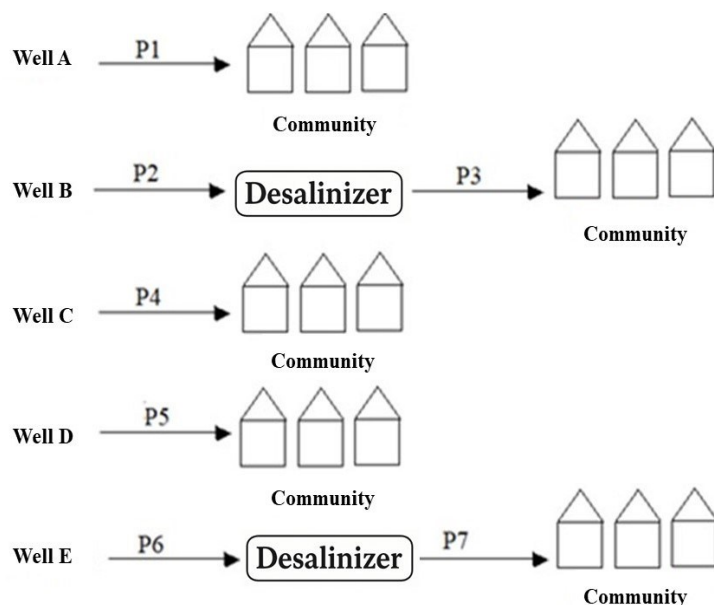 Well A P1
Community
Well B P2 Desalinizer P3
Community
Well C P4
Community
Well D P5
Community
Well E P6 Desalinizer P7
Community